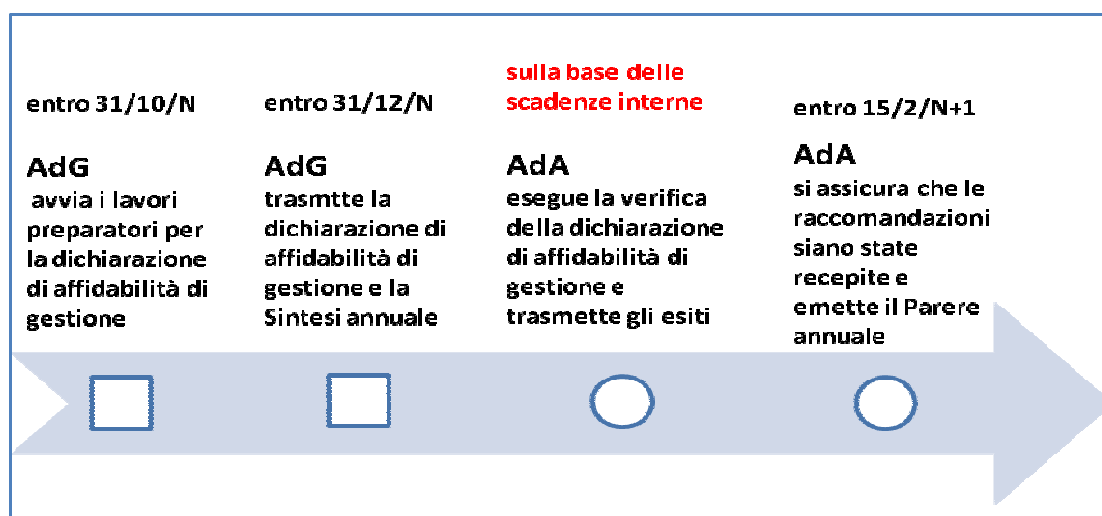 entro 31/10/N
AdG
avvia i lavori
preparatori per
la dichiarazione
di affidabilità di
gestione
entro 31/12/N
AdG
trasmtte la
dichiarazione di
affidabilità di
gestione e la
Sintesi annuale
sulla base delle
scadenze interne
AdA
esegue la verifica
della dichiarazione
di affidabilità di
gestione e
trasmette gli esiti
entro 15/2/N+1
AdA
si assicura che le
raccomandazioni
siano state
recepite e
emette il Parere
annuale